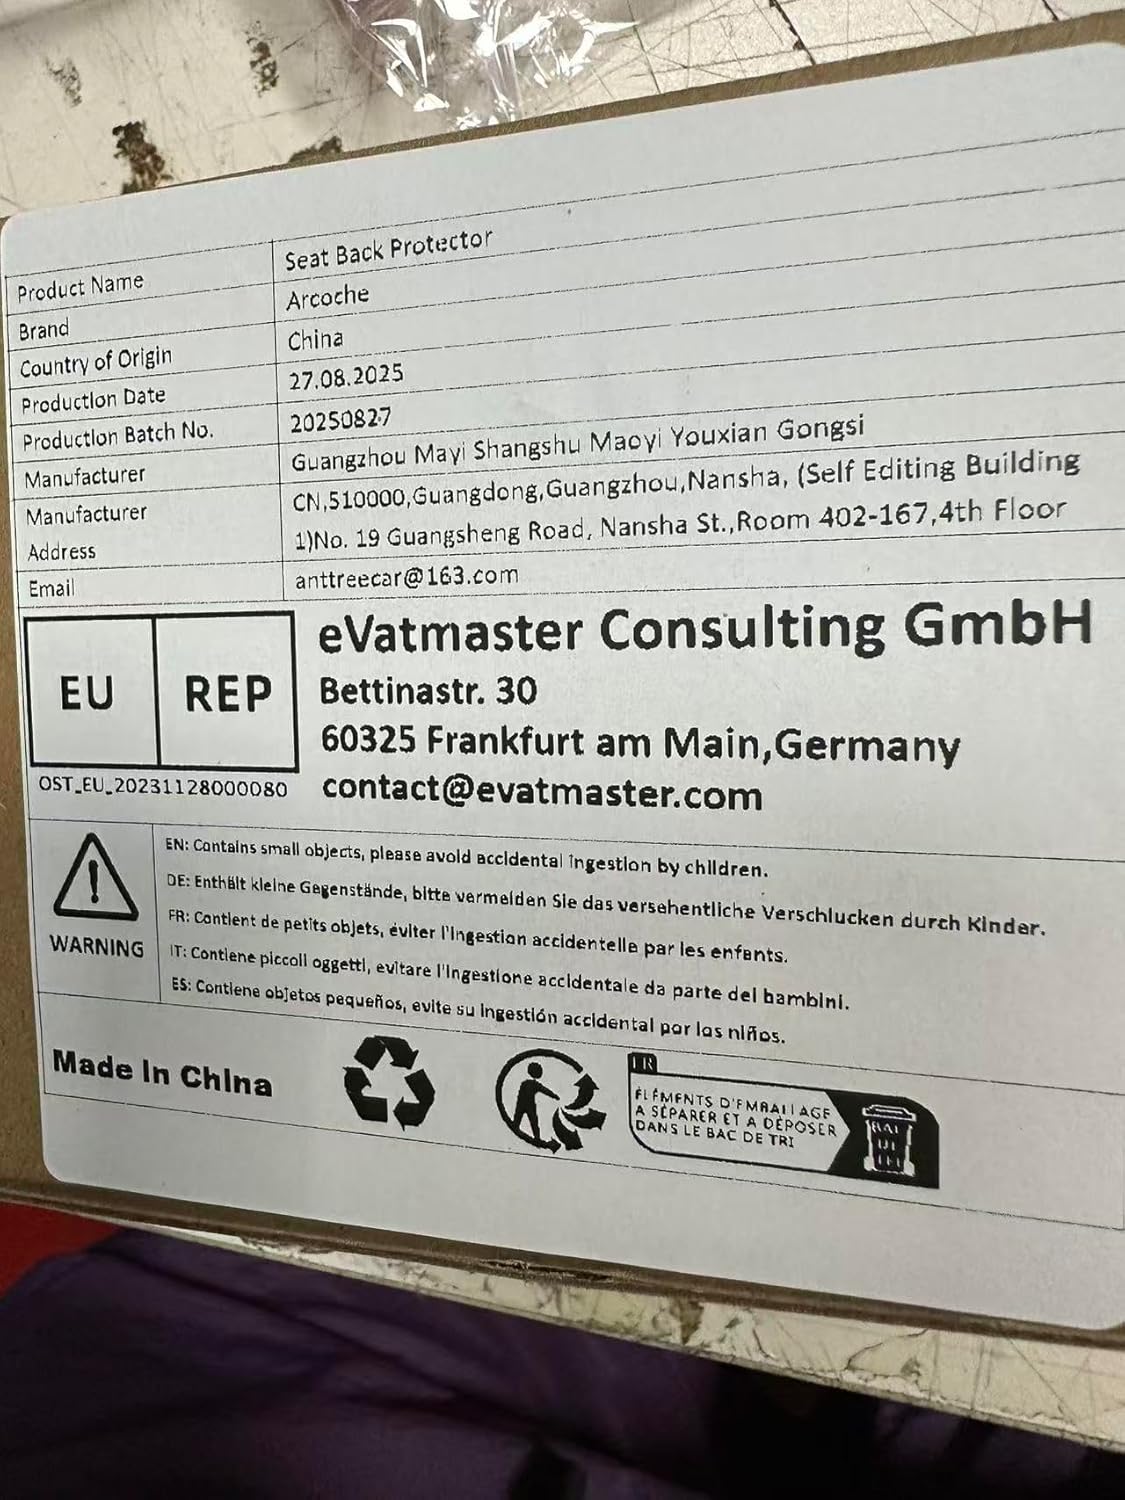 Product Name Seat Back Protector
Brand Arcoche
Country of Origin China
Production Date 27.08.2025
Production Batch No. 20250827
Manufacturer Guangzhou Mayi Shangshu Maoyi Youxian Gongsi
Manufacturer Address CN,510000,Guangdong,Guangzhou,Nansha, (Self Editing Building
1)No. 19 Guangsheng Road, Nansha St.,Room 402-167,4th Floor
Email anttreecar@163.com
EU REP
OST_EU_20231128000080
eVatmaster Consulting GmbH
Bettinastr. 30
60325 Frankfurt am Main,Germany
contact@evatmaster.com
WARNING
EN: Contains small objects, please avoid accidental ingestion by children.
DE: Enthält kleine Gegenstände, bitte vermeiden Sie das versehentliche Verschlucken durch Kinder.
FR: Contient de petits objets, éviter l'ingestion accidentelle par les enfants.
IT: Contiene piccoli oggetti, evitare l'ingestione accidentale da parte dei bambini.
ES: Contiene objetos pequeños, evite su ingestión accidental por los niños.
Made In China
FR
ÉLÉMENTS D'EMBALLAGE
A SÉPARER ET A DÉPOSER
DANS LE BAC DE TRI